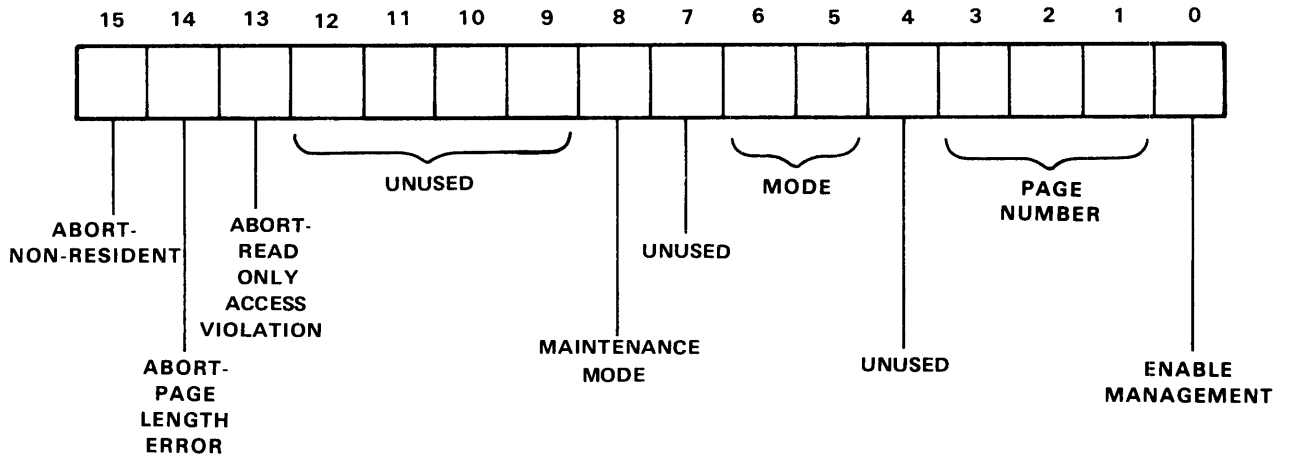 15 14 13 12 11 10 9 8 7 6 5 4 3 2 1 0
UNUSED
MODE
PAGE
NUMBER
ABORT-
NON-RESIDENT
ABORT-
READ
ONLY
ACCESS
VIOLATION
UNUSED
MAINTENANCE
MODE
UNUSED
ABORT-
PAGE
LENGTH
ERROR
ENABLE
MANAGEMENT